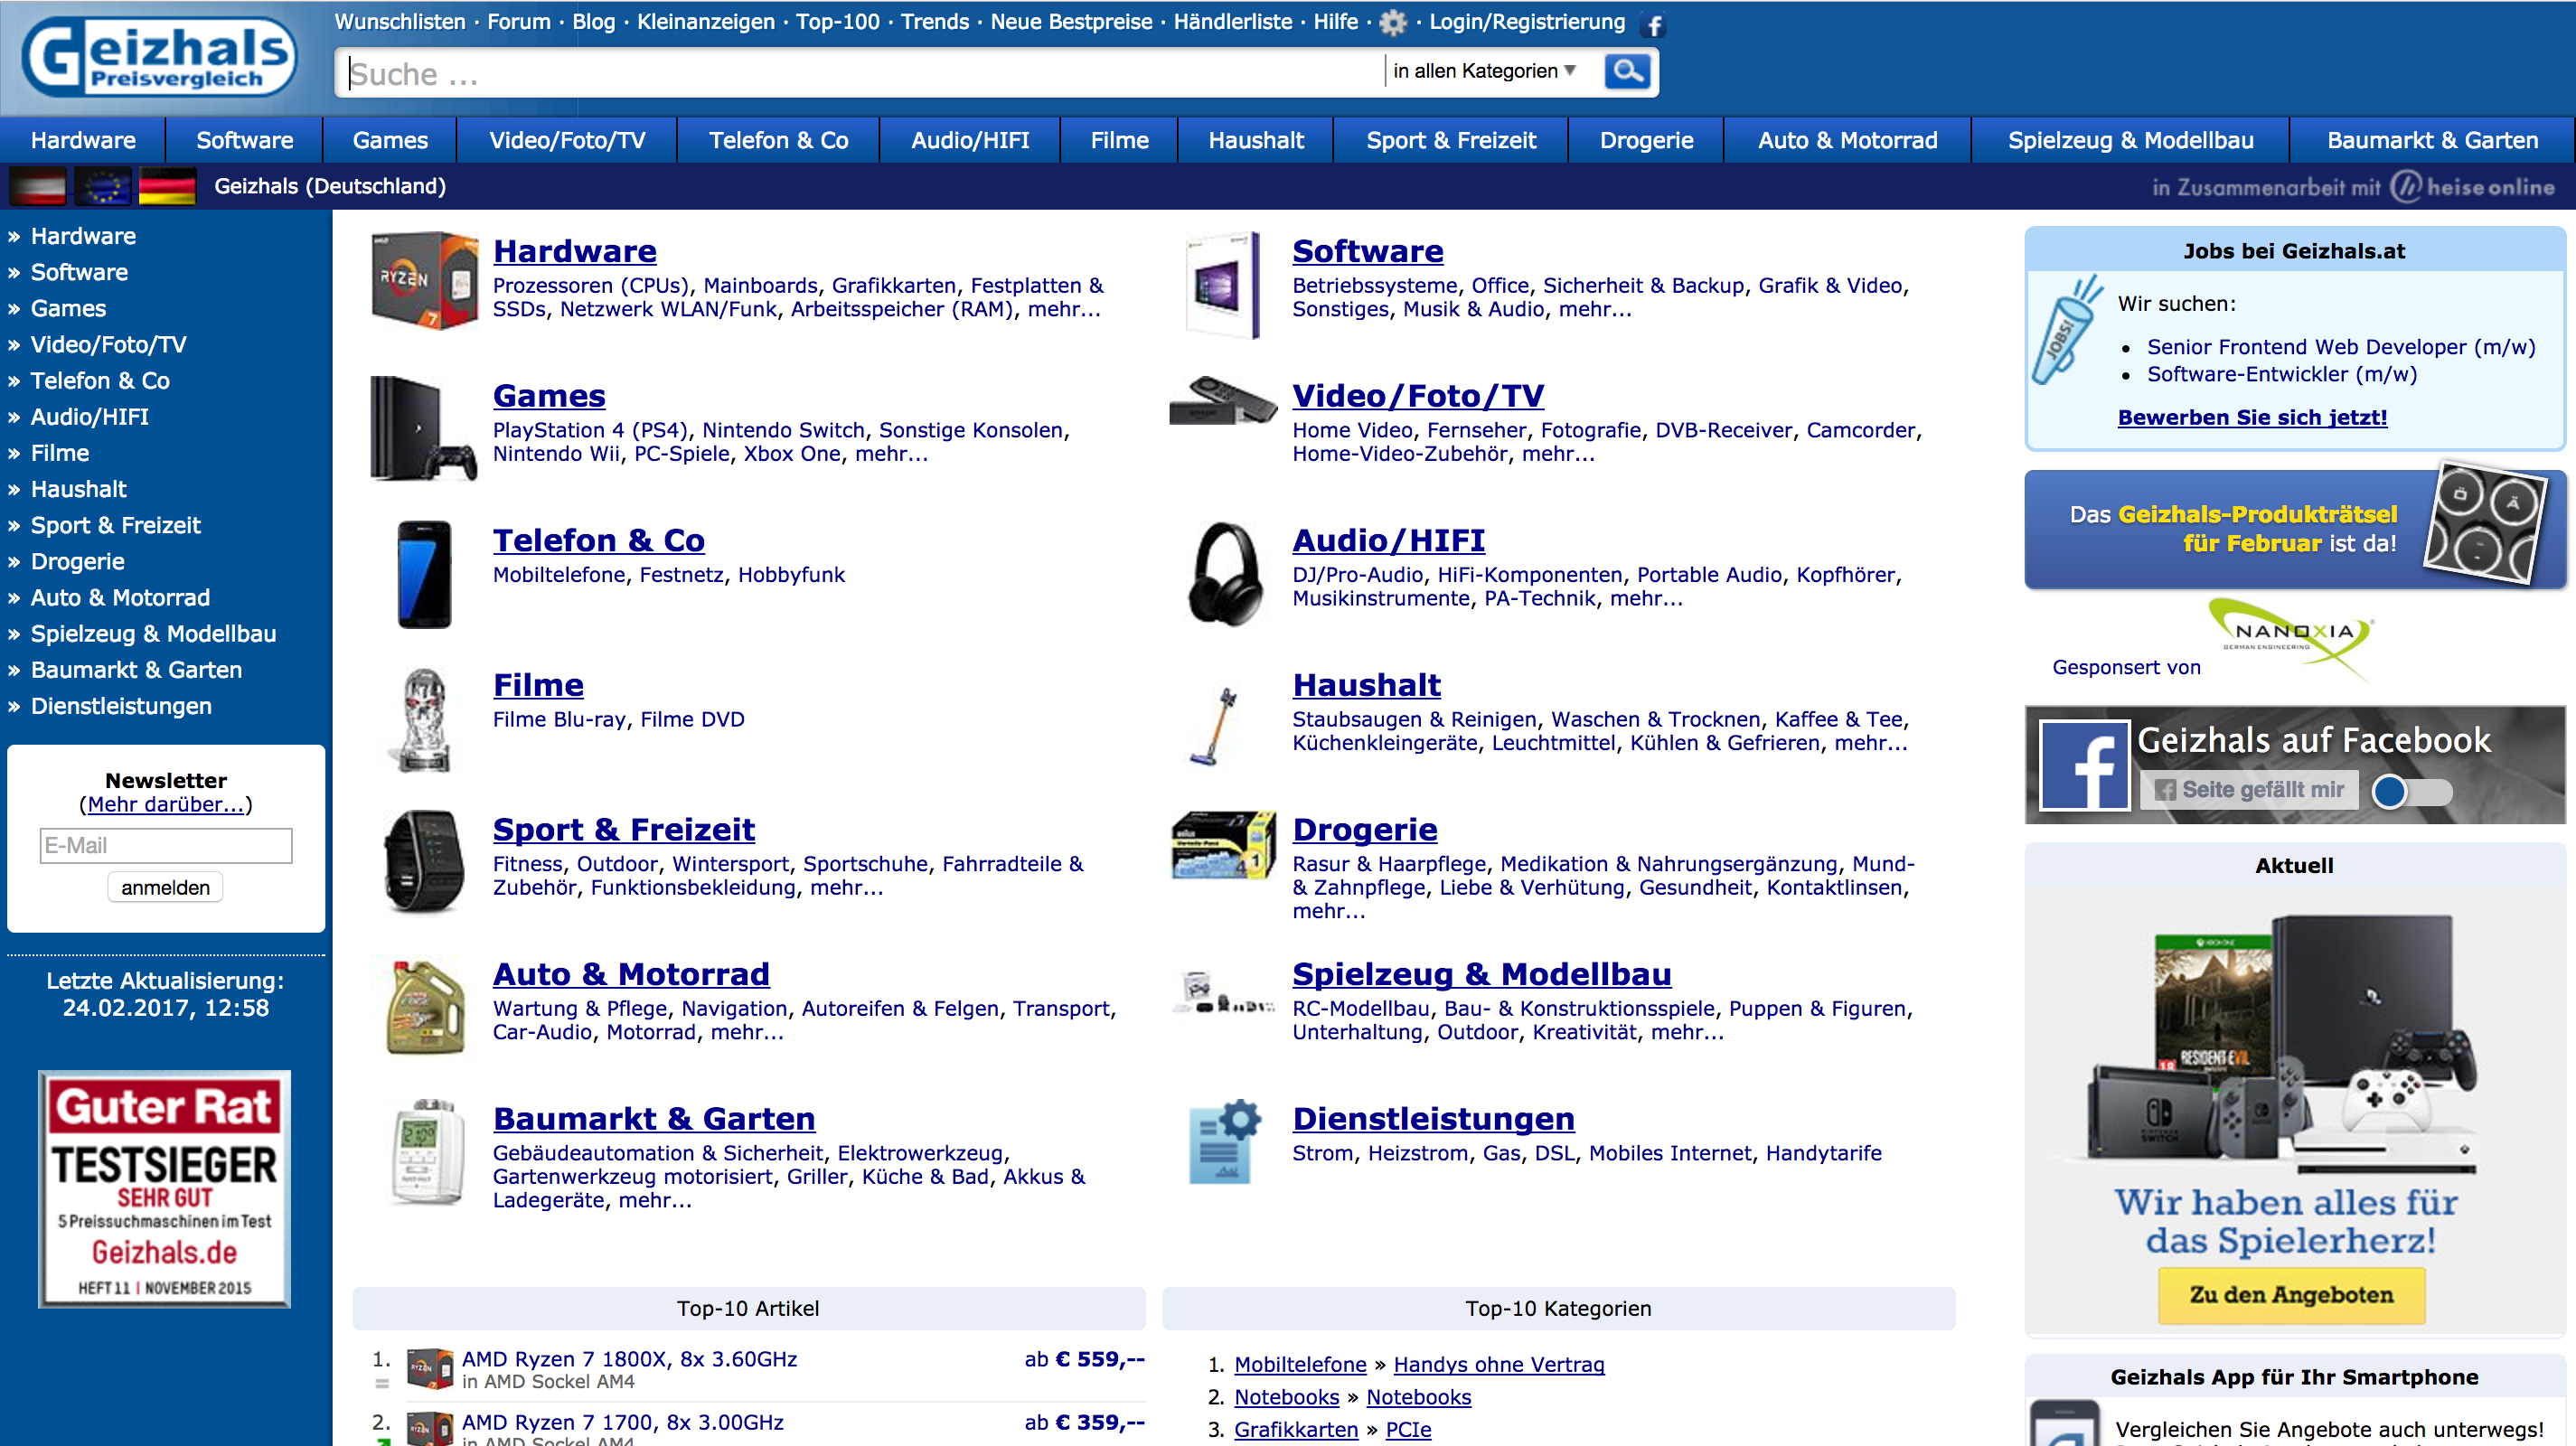 Geizhals
Preisvergleich
Wunschlisten · Forum · Blog · Kleinanzeigen · Top-100 · Trends · Neue Bestpreise · Händlerliste · Hilfe · · Login/Registrierung
Suche ...
in allen Kategorien
Hardware Software Games Video/Foto/TV Telefon & Co Audio/HIFI Filme Haushalt Sport & Freizeit Drogerie Auto & Motorrad Spielzeug & Modellbau Baumarkt & Garten
Geizhals (Deutschland)
in Zusammenarbeit mit heise online
» Hardware
» Software
» Games
» Video/Foto/TV
» Telefon & Co
» Audio/HIFI
» Filme
» Haushalt
» Sport & Freizeit
» Drogerie
» Auto & Motorrad
» Spielzeug & Modellbau
» Baumarkt & Garten
» Dienstleistungen
Newsletter
(Mehr darüber...)
E-Mail
anmelden
Letzte Aktualisierung:
24.02.2017, 12:58
Guter Rat
TESTSIEGER
SEHR GUT
5 Preissuchmaschinen im Test
Geizhals.de
HEFT 11 | NOVEMBER 2015
RYZEN
7
Hardware
Prozessoren (CPUs), Mainboards, Grafikkarten, Festplatten &
SSDs, Netzwerk WLAN/Funk, Arbeitsspeicher (RAM), mehr...
Software
Betriebssysteme, Office, Sicherheit & Backup, Grafik & Video,
Sonstiges, Musik & Audio, mehr...
Games
PlayStation 4 (PS4), Nintendo Switch, Sonstige Konsolen,
Nintendo Wii, PC-Spiele, Xbox One, mehr...
Video/Foto/TV
Home Video, Fernseher, Fotografie, DVB-Receiver, Camcorder,
Home-Video-Zubehör, mehr...
Telefon & Co
Mobiltelefone, Festnetz, Hobbyfunk
Audio/HIFI
DJ/Pro-Audio, HiFi-Komponenten, Portable Audio, Kopfhörer,
Musikinstrumente, PA-Technik, mehr...
Filme
Filme Blu-ray, Filme DVD
Haushalt
Staubsaugen & Reinigen, Waschen & Trocknen, Kaffee & Tee,
Küchenkleingeräte, Leuchtmittel, Kühlen & Gefrieren, mehr...
Sport & Freizeit
Fitness, Outdoor, Wintersport, Sportschuhe, Fahrradteile &
Zubehör, Funktionsbekleidung, mehr...
Drogerie
Rasur & Haarpflege, Medikation & Nahrungsergänzung, Mund-
& Zahnpflege, Liebe & Verhütung, Gesundheit, Kontaktlinsen,
mehr...
Auto & Motorrad
Wartung & Pflege, Navigation, Autoreifen & Felgen, Transport,
Car-Audio, Motorrad, mehr...
Spielzeug & Modellbau
RC-Modellbau, Bau- & Konstruktionsspiele, Puppen & Figuren,
Unterhaltung, Outdoor, Kreativität, mehr...
Baumarkt & Garten
Gebäudeautomation & Sicherheit, Elektrowerkzeug,
Gartenwerkzeug motorisiert, Griller, Küche & Bad, Akkus &
Ladegeräte, mehr...
Dienstleistungen
Strom, Heizstrom, Gas, DSL, Mobiles Internet, Handytarife
Top-10 Artikel
1. AMD Ryzen 7 1800X, 8x 3.60GHz ab € 559,--
in AMD Sockel AM4
2. AMD Ryzen 7 1700, 8x 3.00GHz ab € 359,--
in AMD Sockel AM4
Top-10 Kategorien
1. Mobiltelefone » Handys ohne Vertrag
2. Notebooks » Notebooks
3. Grafikkarten » PCIe
Jobs bei Geizhals.at
JOBS!
Wir suchen:
• Senior Frontend Web Developer (m/w)
• Software-Entwickler (m/w)
Bewerben Sie sich jetzt!
Das Geizhals-Produkträtsel
für Februar ist da!
Ö Ä
NANOXIA
GERMAN ENGINEERING
Gesponsert von
Geizhals auf Facebook
Seite gefällt mir
Aktuell
XBOX ONE
RESIDENT EVIL
18
NINTENDO
SWITCH
Wir haben alles für
das Spielerherz!
Zu den Angeboten
Geizhals App für Ihr Smartphone
Vergleichen Sie Angebote auch unterwegs!